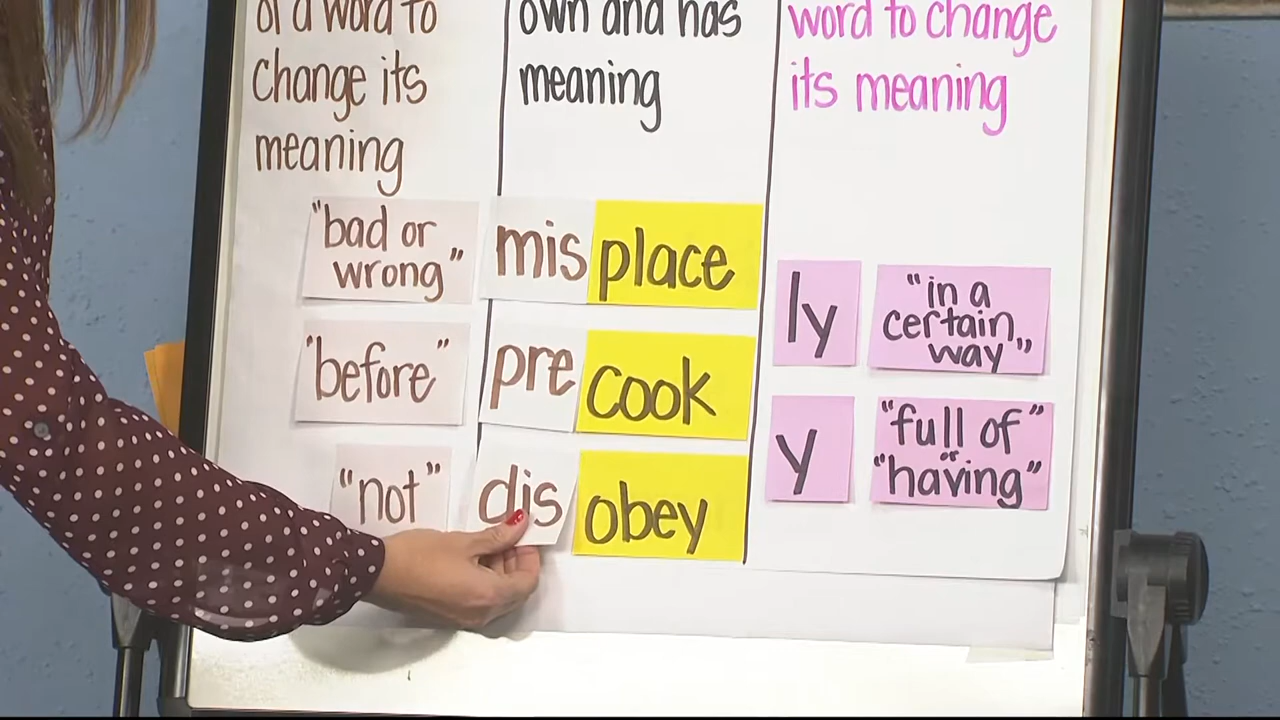 of a word to
change its
meaning
own and has
meaning
word to change
its meaning
"bad or
wrong"
mis place
"before"
pre cook
"not"
dis obey
ly
"in a
certain
way"
y
"full of"
or
"having"